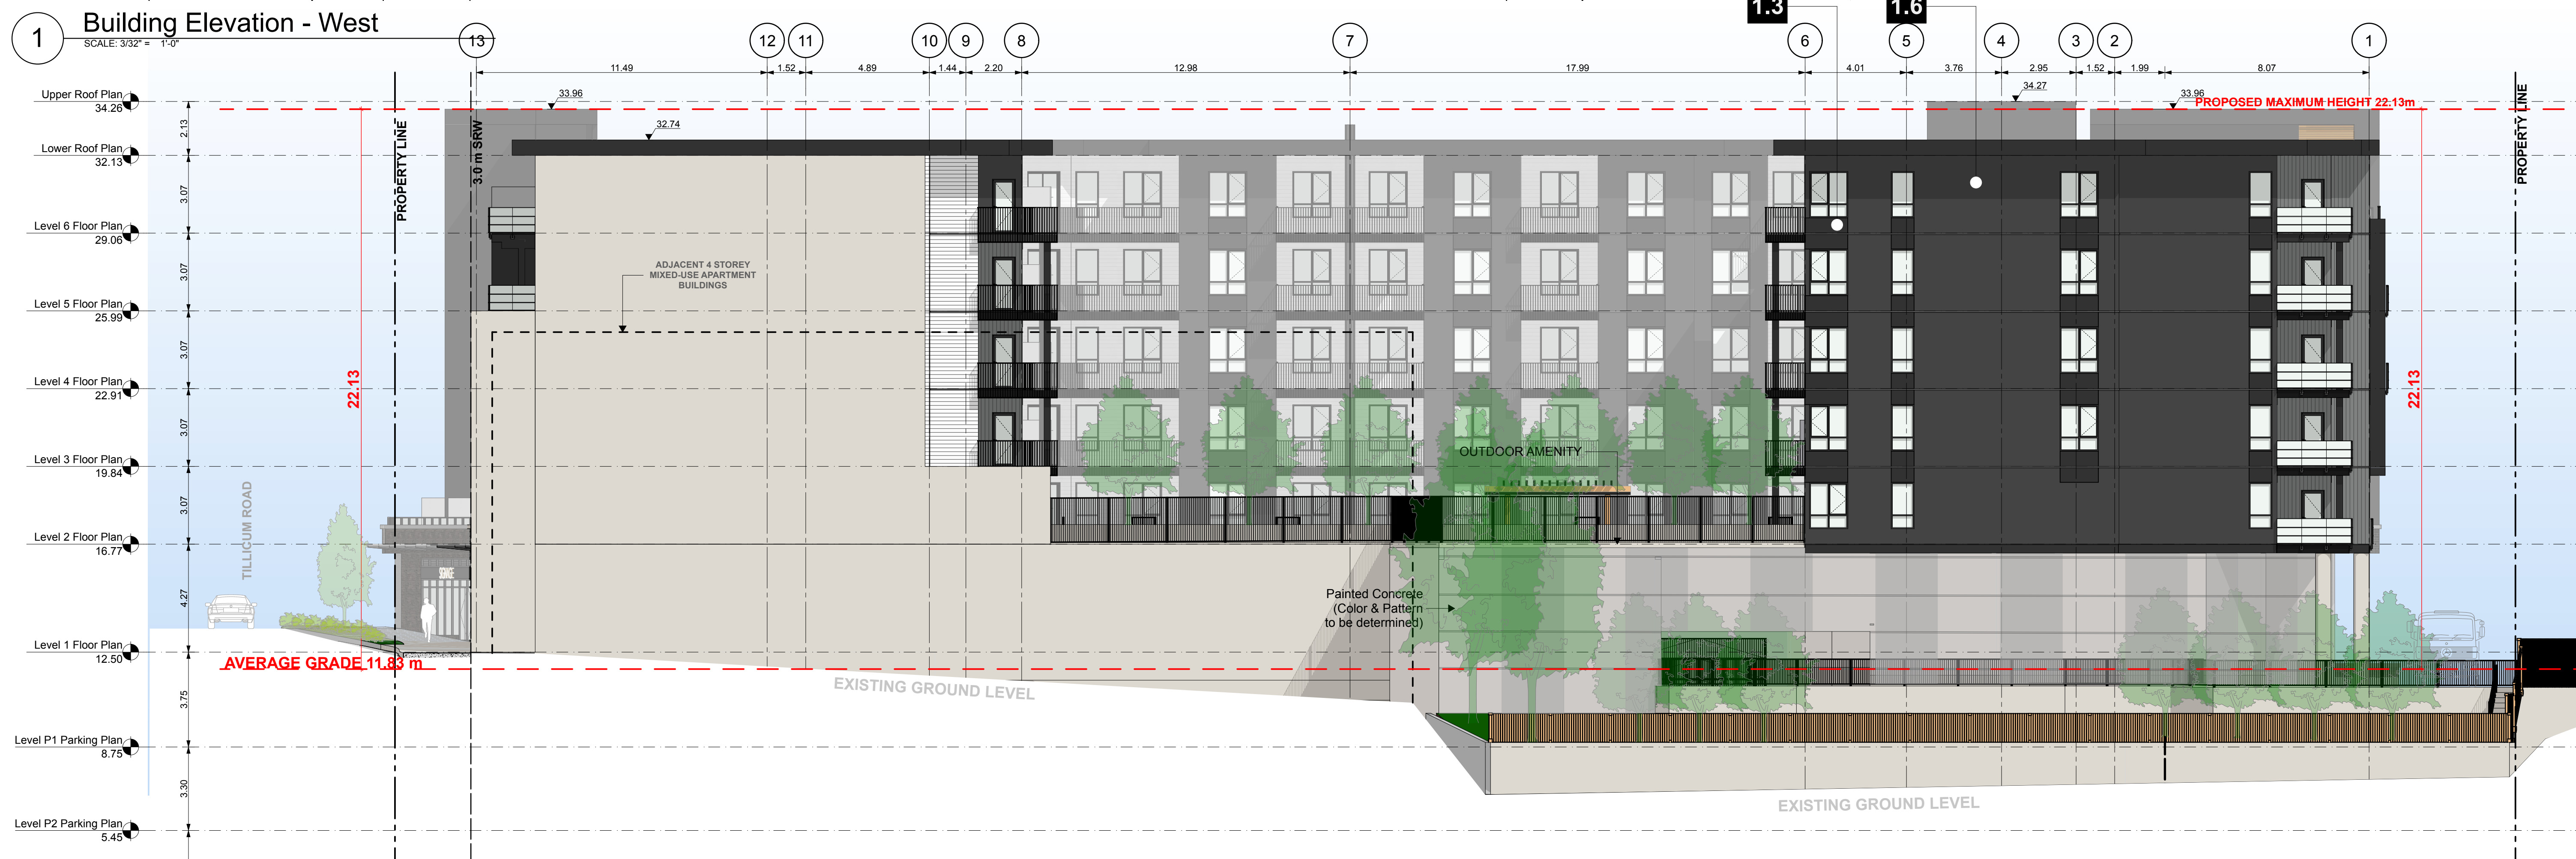 1.3
1.6
1
Building Elevation - West
SCALE: 3/32" = 1'-0"
13
12
11
10
9
8
7
6
5
4
3
2
1
11.49
1.52
4.89
1.44
2.20
12.98
17.99
4.01
3.76
2.95
1.52
1.99
8.07
Upper Roof Plan
34.26
33.96
34.27
33.96
PROPOSED MAXIMUM HEIGHT 22.13m
2.13
32.74
PROPERTY LINE
3.0 m SRW
PROPERTY LINE
Lower Roof Plan
32.13
3.07
Level 6 Floor Plan
29.06
3.07
ADJACENT 4 STOREY
MIXED-USE APARTMENT
BUILDINGS
Level 5 Floor Plan
25.99
3.07
22.13
22.13
Level 4 Floor Plan
22.91
3.07
OUTDOOR AMENITY
Level 3 Floor Plan
19.84
3.07
TILLICUM ROAD
Level 2 Floor Plan
16.77
4.27
Painted Concrete
(Color & Pattern
to be determined)
Level 1 Floor Plan
12.50
AVERAGE GRADE 11.83 m
3.75
EXISTING GROUND LEVEL
Level P1 Parking Plan
8.75
3.30
EXISTING GROUND LEVEL
Level P2 Parking Plan
5.45